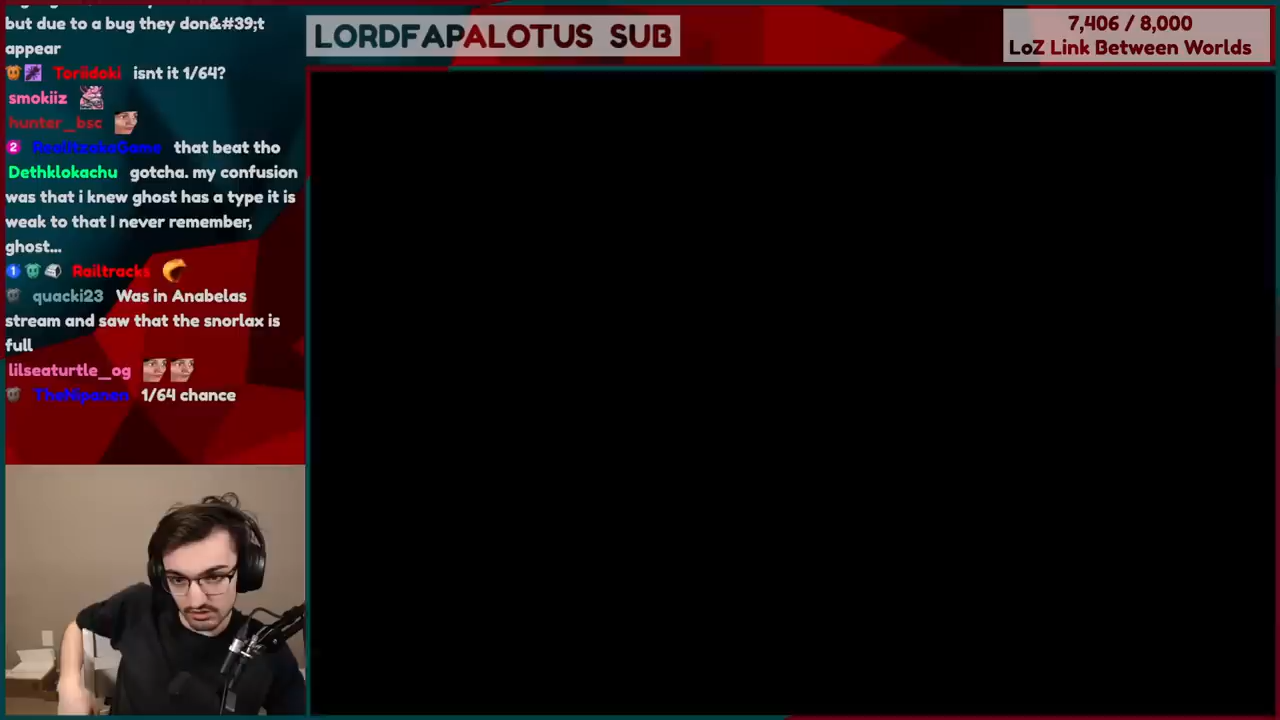 but due to a bug they don&#39;t
appear
Toriidoki isnt it 1/64?
smokiiz
hunter_bsc
2 that beat tho
Dethklokachu gotcha. my confusion
was that i knew ghost has a type it is
weak to that I never remember,
ghost...
1 Railtracks
quacki23 Was in Anabelas
stream and saw that the snorlax is
full
lilseaturtle_og
TheNipanen 1/64 chance
LORDFAPALOTUS SUB
7,406 / 8,000
LoZ Link Between Worlds